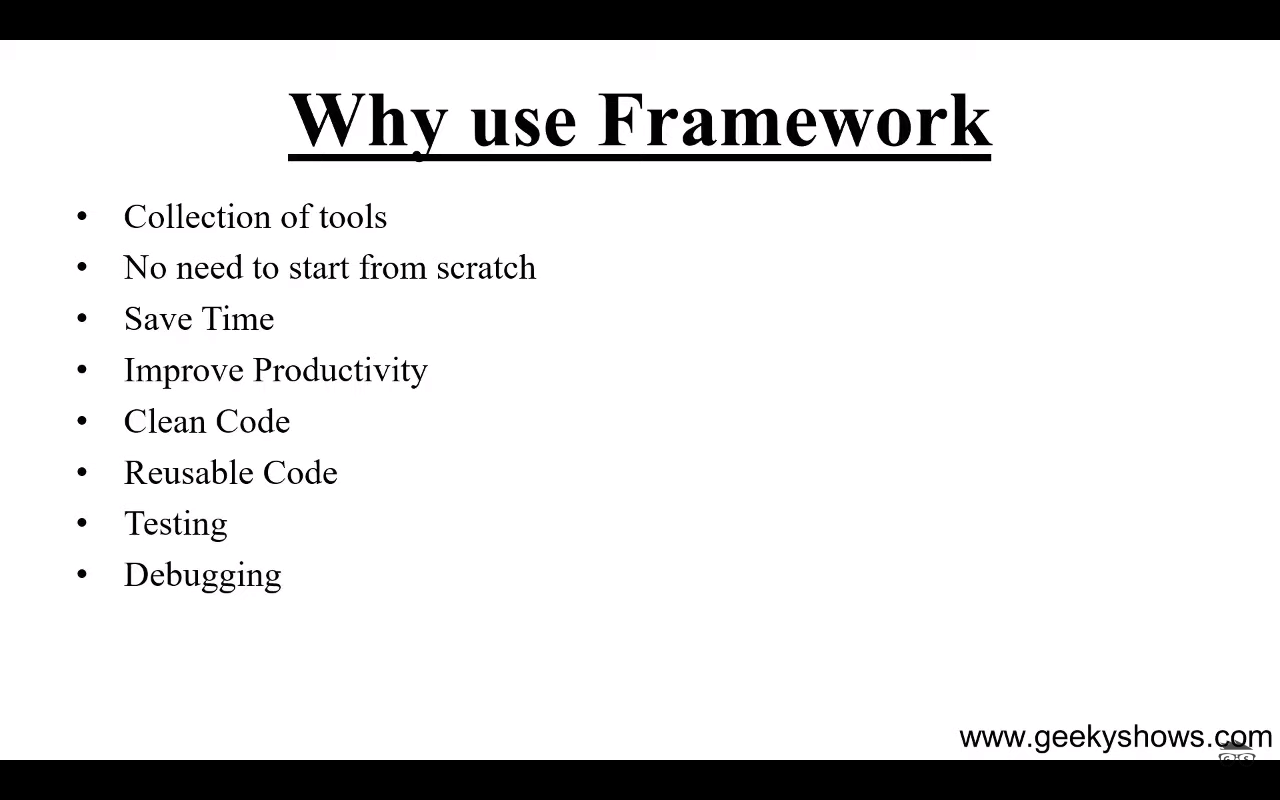 Why use Framework
• Collection of tools
• No need to start from scratch
• Save Time
• Improve Productivity
• Clean Code
• Reusable Code
• Testing
• Debugging
www.geekyshows.com